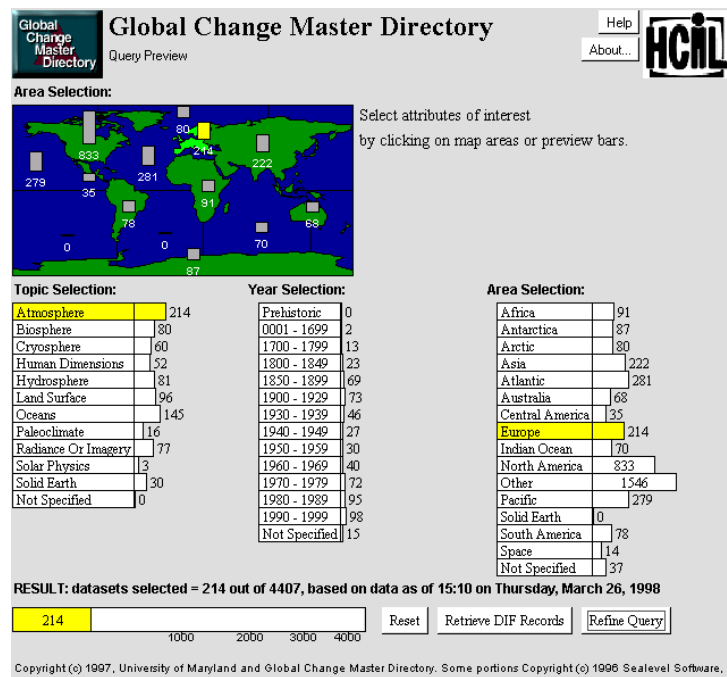 Global Change Master Directory
Global Change Master Directory
Query Preview
Help
About...
HCIL
Area Selection:
Select attributes of interest
by clicking on map areas or preview bars.
80
833
214
222
279
281
35
91
78
68
0
0
70
87
Topic Selection:
Atmosphere 214
Biosphere 80
Cryosphere 60
Human Dimensions 52
Hydrosphere 81
Land Surface 96
Oceans 145
Paleoclimate 16
Radiance Or Imagery 77
Solar Physics 3
Solid Earth 30
Not Specified 0
Year Selection:
Prehistoric 0
0001 - 1699 2
1700 - 1799 13
1800 - 1849 23
1850 - 1899 69
1900 - 1929 73
1930 - 1939 46
1940 - 1949 27
1950 - 1959 30
1960 - 1969 40
1970 - 1979 72
1980 - 1989 95
1990 - 1999 98
Not Specified 15
Area Selection:
Africa 91
Antarctica 87
Arctic 80
Asia 222
Atlantic 281
Australia 68
Central America 35
Europe 214
Indian Ocean 70
North America 833
Other 1546
Pacific 279
Solid Earth 0
South America 78
Space 14
Not Specified 37
RESULT: datasets selected = 214 out of 4407, based on data as of 15:10 on Thursday, March 26, 1998
214
Reset Retrieve DIF Records Refine Query
1000 2000 3000 4000
Copyright (c) 1997, University of Maryland and Global Change Master Directory. Some portions Copyright (c) 1996 Sealevel Software,